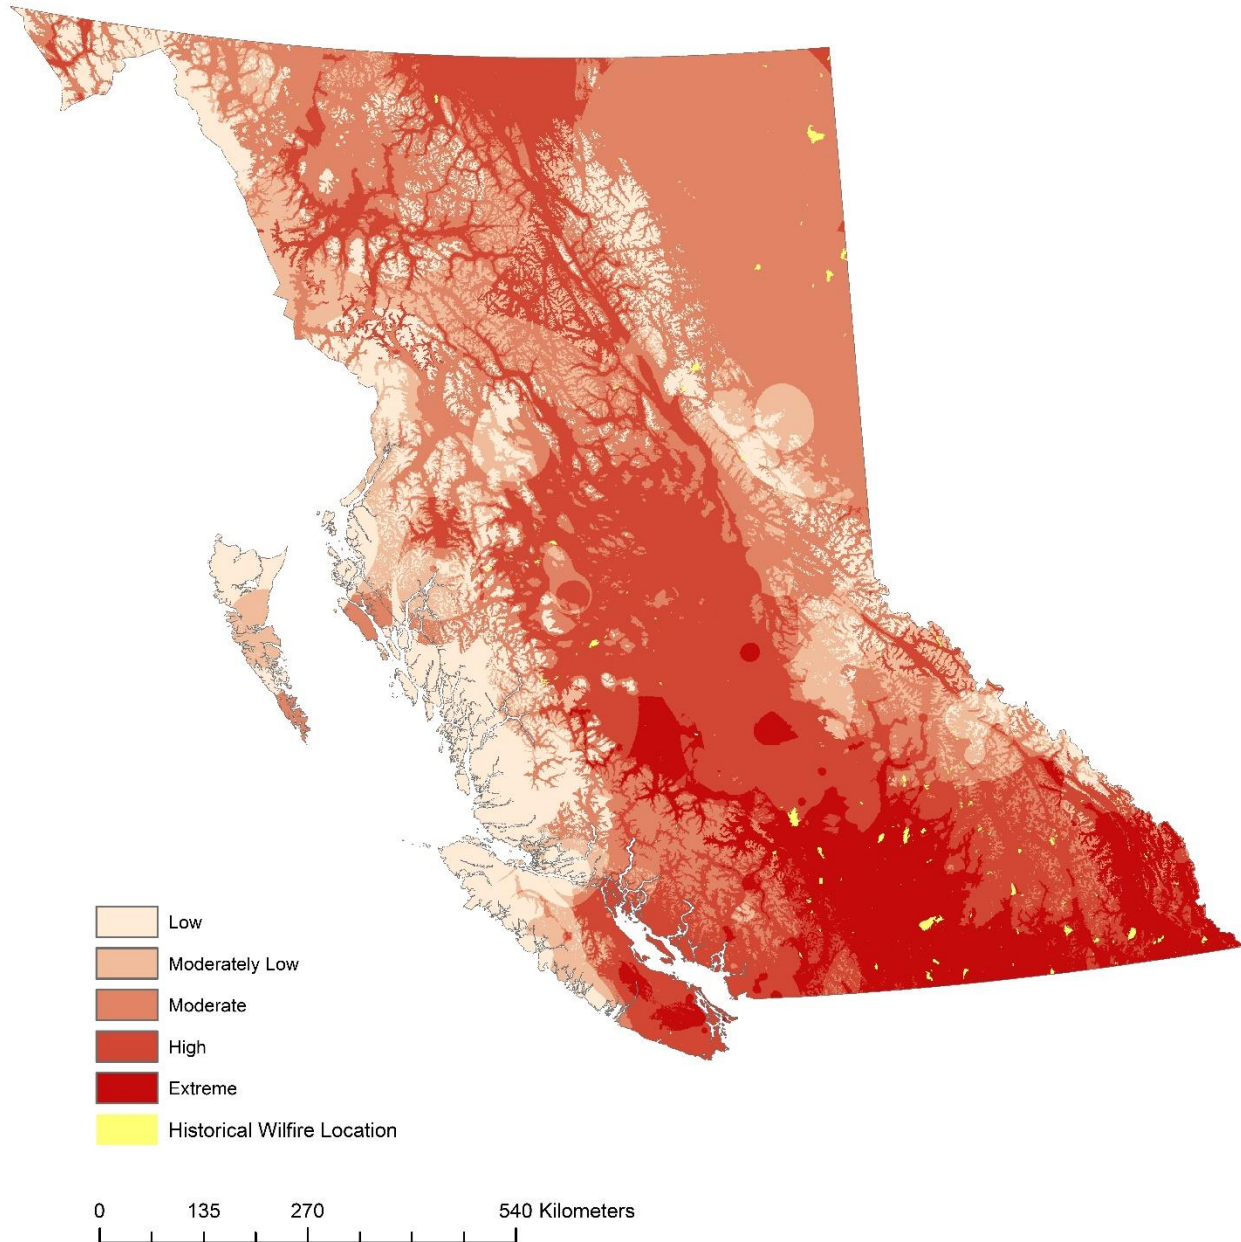 Low
Moderately Low
Moderate
High
Extreme
Historical Wilfire Location
0 135 270 540 Kilometers